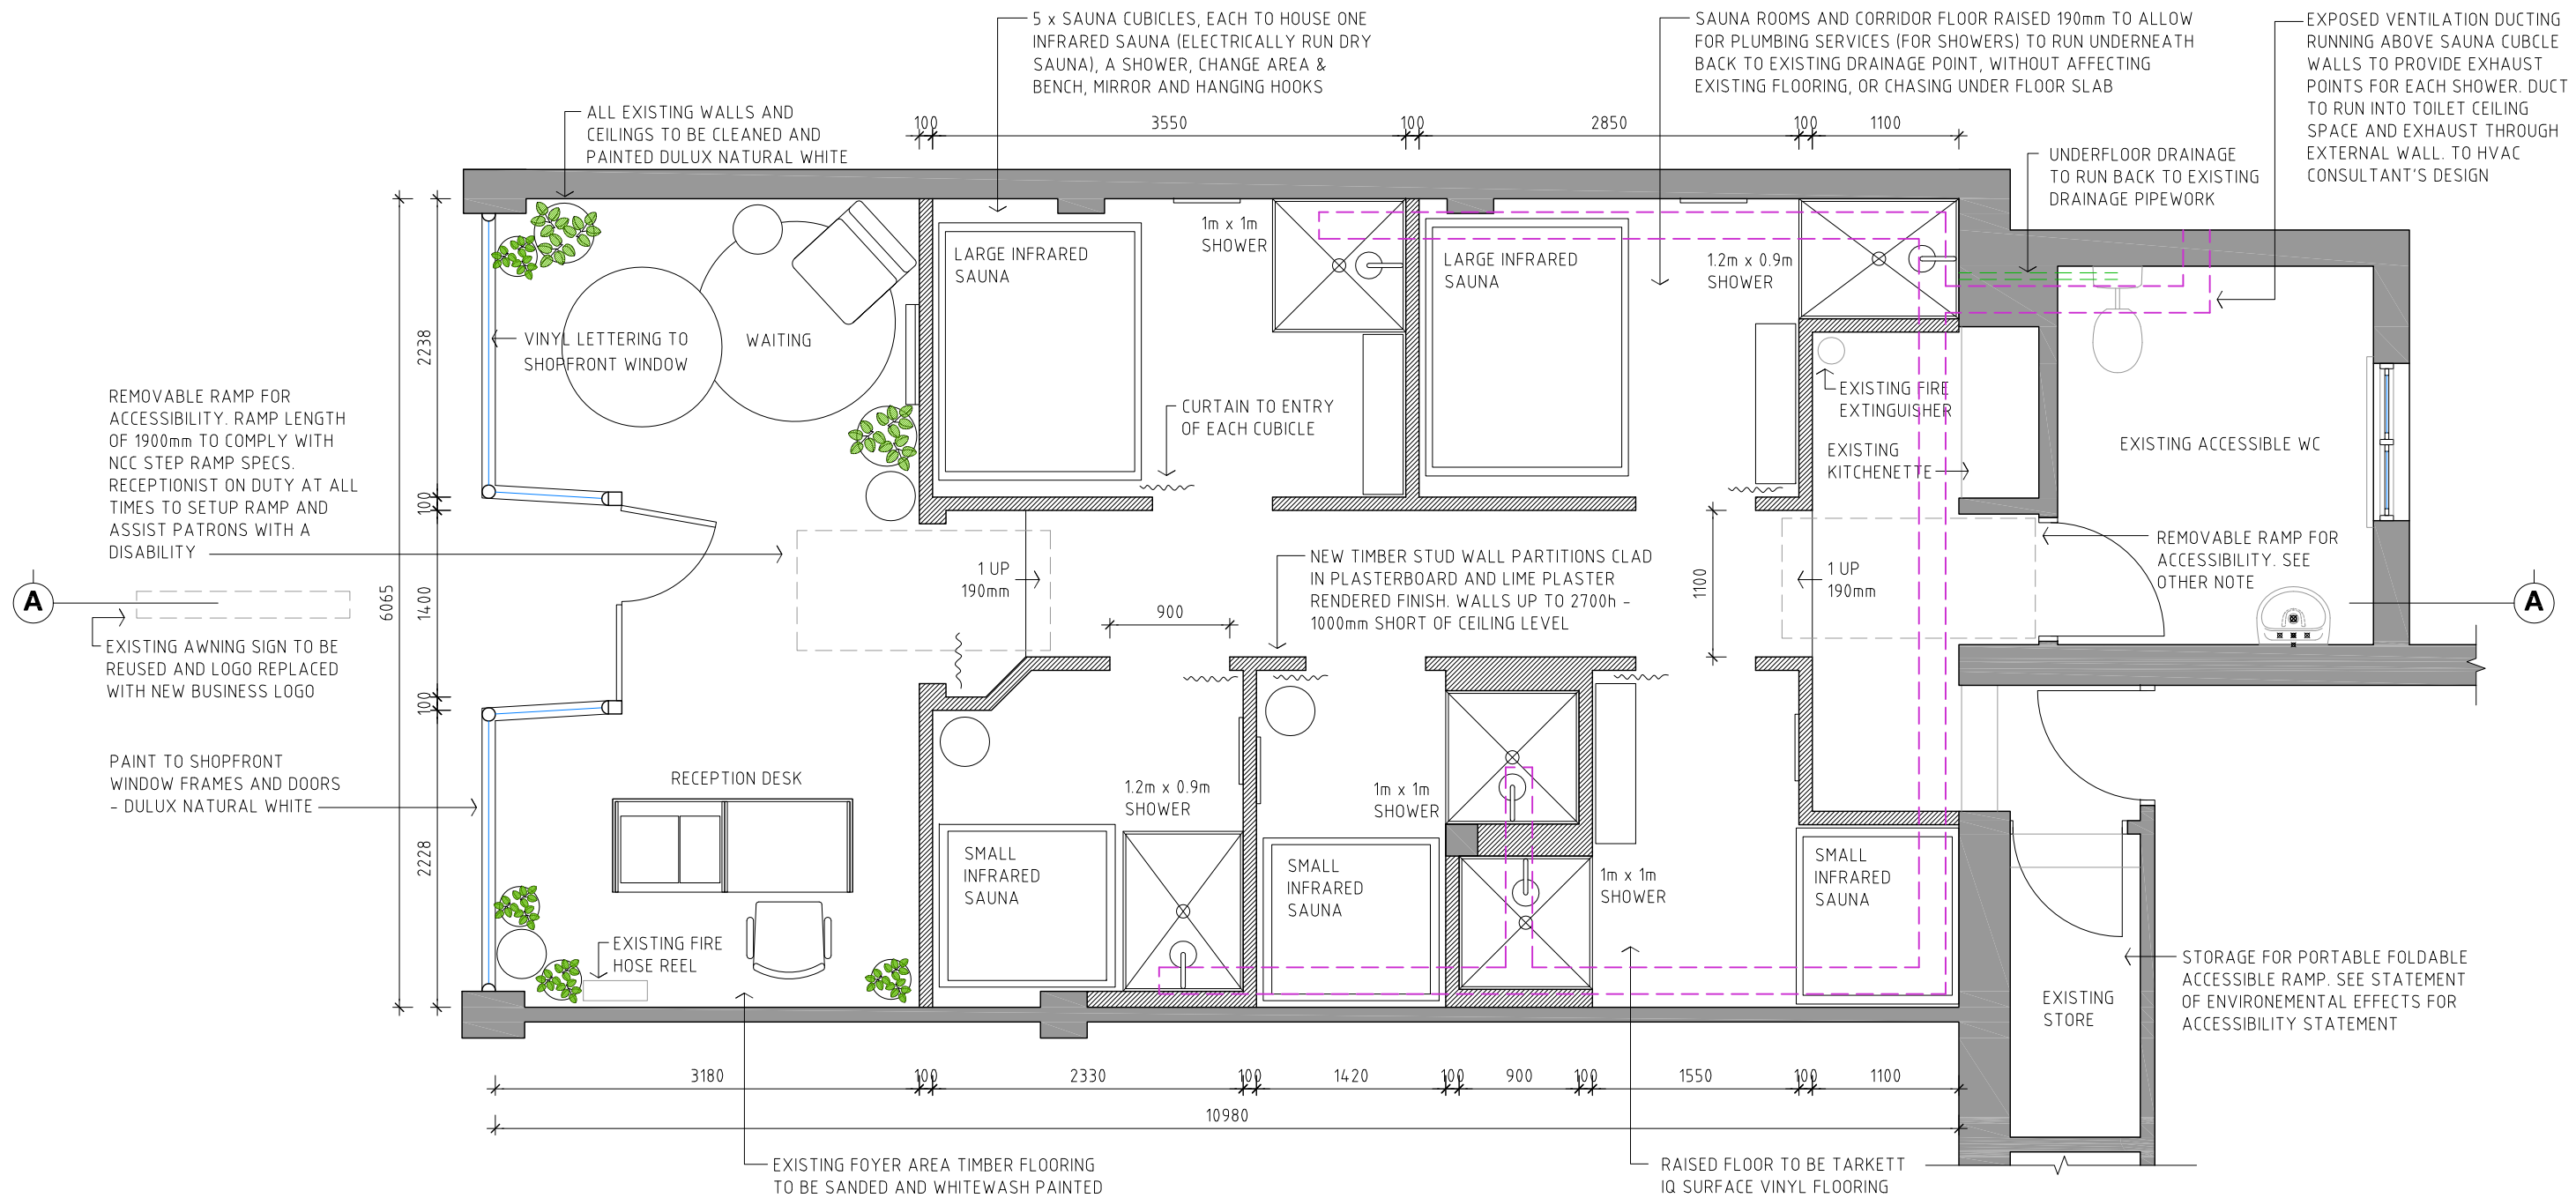 5 x SAUNA CUBICLES, EACH TO HOUSE ONE
INFRARED SAUNA (ELECTRICALLY RUN DRY
SAUNA), A SHOWER, CHANGE AREA &
BENCH, MIRROR AND HANGING HOOKS
SAUNA ROOMS AND CORRIDOR FLOOR RAISED 190mm TO ALLOW
FOR PLUMBING SERVICES (FOR SHOWERS) TO RUN UNDERNEATH
BACK TO EXISTING DRAINAGE POINT, WITHOUT AFFECTING
EXISTING FLOORING, OR CHASING UNDER FLOOR SLAB
EXPOSED VENTILATION DUCTING
RUNNING ABOVE SAUNA CUBCLE
WALLS TO PROVIDE EXHAUST
POINTS FOR EACH SHOWER. DUCT
TO RUN INTO TOILET CEILING
SPACE AND EXHAUST THROUGH
EXTERNAL WALL. TO HVAC
CONSULTANT'S DESIGN
ALL EXISTING WALLS AND
CEILINGS TO BE CLEANED AND
PAINTED DULUX NATURAL WHITE
100
3550
100
2850
100
1100
UNDERFLOOR DRAINAGE
TO RUN BACK TO EXISTING
DRAINAGE PIPEWORK
LARGE INFRARED
SAUNA
1m x 1m
SHOWER
LARGE INFRARED
SAUNA
1.2m x 0.9m
SHOWER
VINYL LETTERING TO
SHOPFRONT WINDOW
WAITING
2238
100
1400
100
2228
6065
REMOVABLE RAMP FOR
ACCESSIBILITY. RAMP LENGTH
OF 1900mm TO COMPLY WITH
NCC STEP RAMP SPECS.
RECEPTIONIST ON DUTY AT ALL
TIMES TO SETUP RAMP AND
ASSIST PATRONS WITH A
DISABILITY
CURTAIN TO ENTRY
OF EACH CUBICLE
EXISTING FIRE
EXTINGUISHER
EXISTING
KITCHENETTE
EXISTING ACCESSIBLE WC
1 UP
190mm
NEW TIMBER STUD WALL PARTITIONS CLAD
IN PLASTERBOARD AND LIME PLASTER
RENDERED FINISH. WALLS UP TO 2700h -
1000mm SHORT OF CEILING LEVEL
1100
1 UP
190mm
REMOVABLE RAMP FOR
ACCESSIBILITY. SEE
OTHER NOTE
A
A
900
EXISTING AWNING SIGN TO BE
REUSED AND LOGO REPLACED
WITH NEW BUSINESS LOGO
PAINT TO SHOPFRONT
WINDOW FRAMES AND DOORS
- DULUX NATURAL WHITE
RECEPTION DESK
1.2m x 0.9m
SHOWER
1m x 1m
SHOWER
SMALL
INFRARED
SAUNA
SMALL
INFRARED
SAUNA
1m x 1m
SHOWER
SMALL
INFRARED
SAUNA
EXISTING FIRE
HOSE REEL
EXISTING
STORE
STORAGE FOR PORTABLE FOLDABLE
ACCESSIBLE RAMP. SEE STATEMENT
OF ENVIRONEMENTAL EFFECTS FOR
ACCESSIBILITY STATEMENT
3180
100
2330
100
1420
100
900
100
1550
100
1100
10980
EXISTING FOYER AREA TIMBER FLOORING
TO BE SANDED AND WHITEWASH PAINTED
RAISED FLOOR TO BE TARKETT
IQ SURFACE VINYL FLOORING